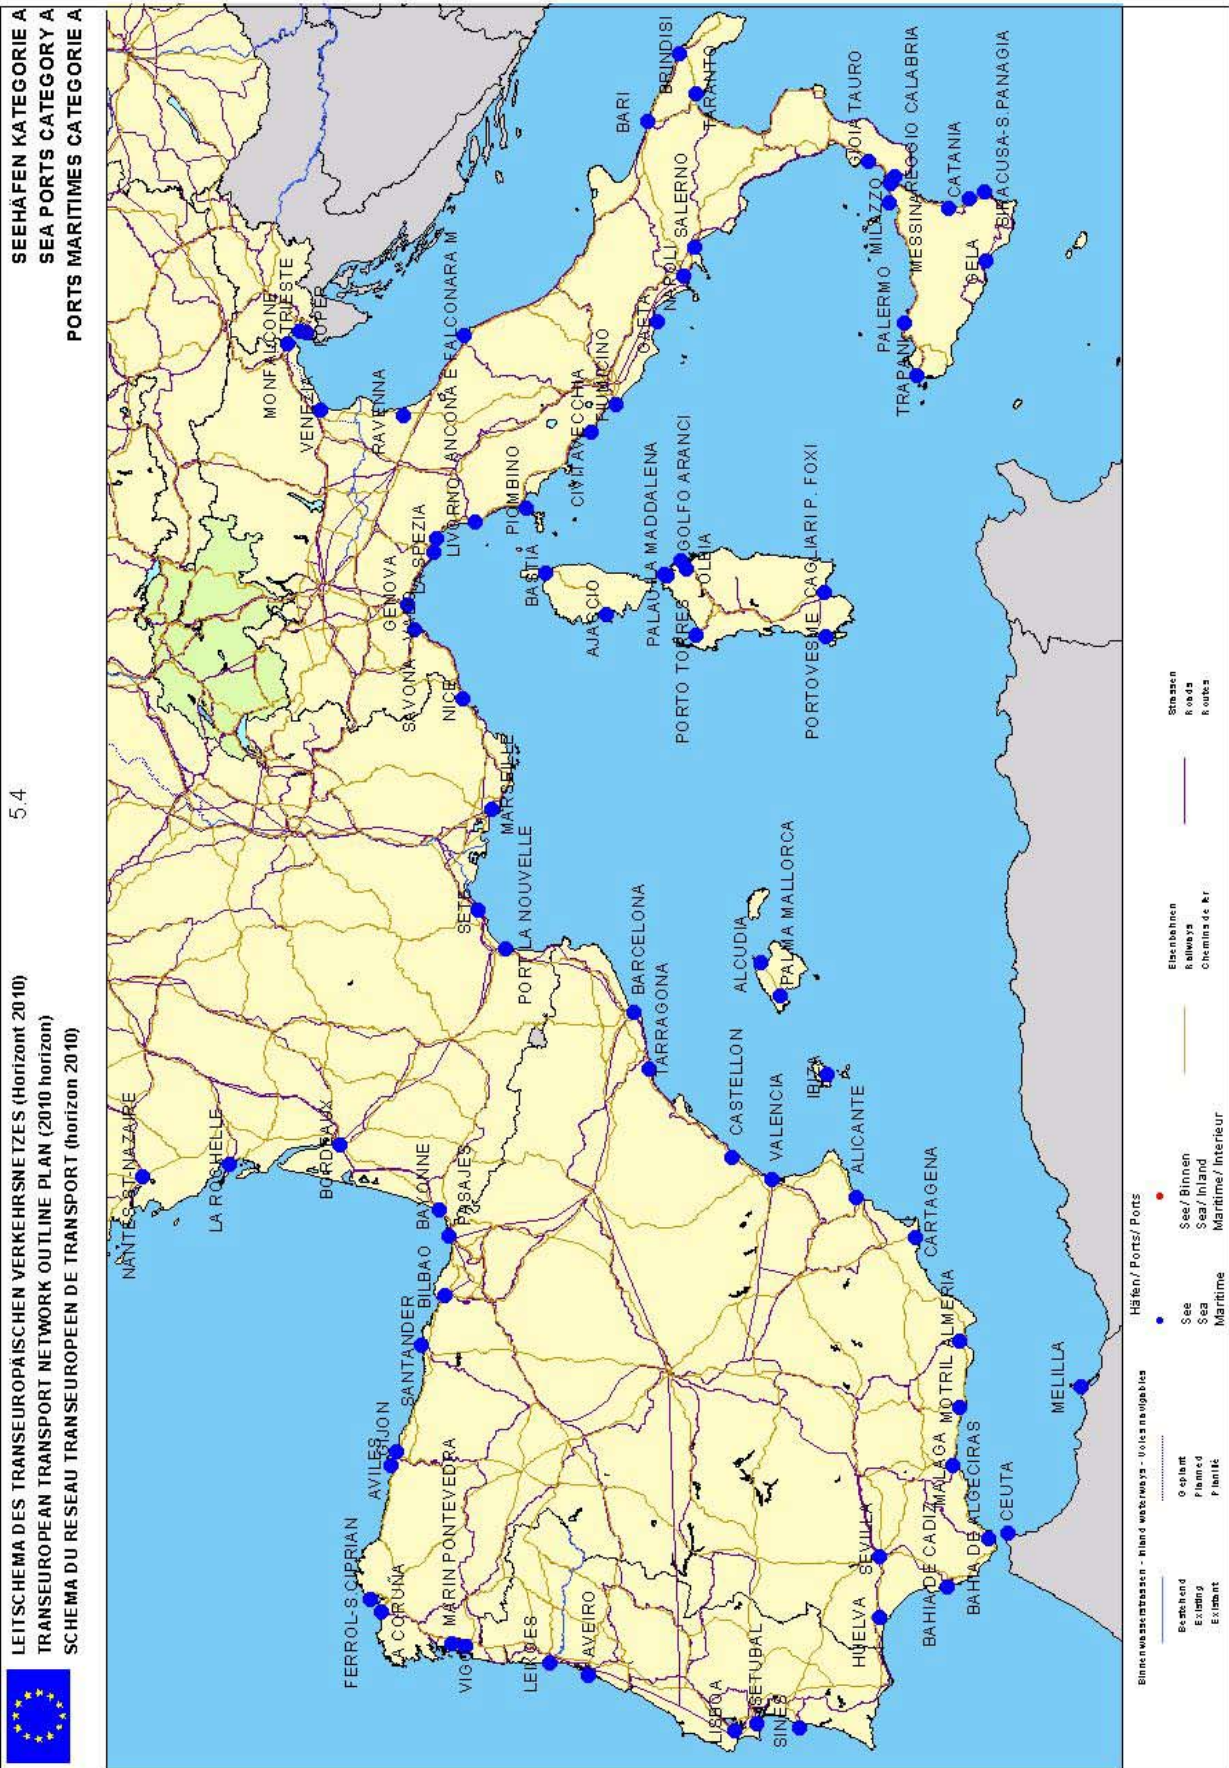 LEITSCHEMA DES TRANSEUROPÄISCHEN VERKEHRSNETZES (Horizont 2010)
TRANSEUROPEAN TRANSPORT NETWORK OUTLINE PLAN (2010 horizon)
SCHEMA DU RESEAU TRANSEUROPEEN DE TRANSPORT (horizon 2010)
5.4
SEEHÄFEN KATEGORIE A
SEA PORTS CATEGORY A
PORTS MARITIMES CATEGORIE A
NANTES-ST-NAZAIRE
LA ROCHELLE
BORDEAUX
BAYONNE
PASAJES
BILBAO
SANTANDER
GIJON
AVILES
FERROL-S.CIPRIAN
LA CORUÑA
MARIN PONTEVEDRA
VIGO
LEIXOES
AVEIRO
LISBOA
SETUBAL
SINES
HUELVA
SEVILLA
BAHIA DE CADIZ
BAHIA DE ALGECIRAS
CEUTA
MALAGA
MOTRIL
ALMERIA
MELILLA
CARTAGENA
ALICANTE
VALENCIA
CASTELLON
TARRAGONA
BARCELONA
IBIZA
ALCUDIA
PALMA MALLORCA
PORT LA NOUVELLE
SETE
MARSEILLE
NICE
SAVONA - VADO
GENOVA
LA SPEZIA
LIVORNO
PIOMBINO
BASTIA
AJACCIO
PALAU
LA MADDALENA
GOLFO ARANCI
OLBIA
PORTO TORRES
PORTOVESME
CAGLIARI P. FOXI
CIVITAVECCHIA
FIUMICINO
GAETA
NAPOLI
SALERNO
MONFALCONE
TRIESTE
KOPER
VENEZIA
RAVENNA
ANCONA E FALCONARA M
BARI
BRINDISI
TARANTO
GIOIA TAURO
REGGIO CALABRIA
MESSINA
MILAZZO
PALERMO
TRAPANI
GELA
CATANIA
SIRACUSA-S.PANAGIA
Häfen/ Ports
Binnenwasserstrassen - Inland waterways - Voies navigables
Bestehend
Existing
Existant
Geplant
Planned
Planifié
See
Sea
Maritime
See/ Binnen
Sea/ Inland
Maritime/ Interieur
Eisenbahnen
Railways
Chemins de fer
Strassen
Roads
Routes